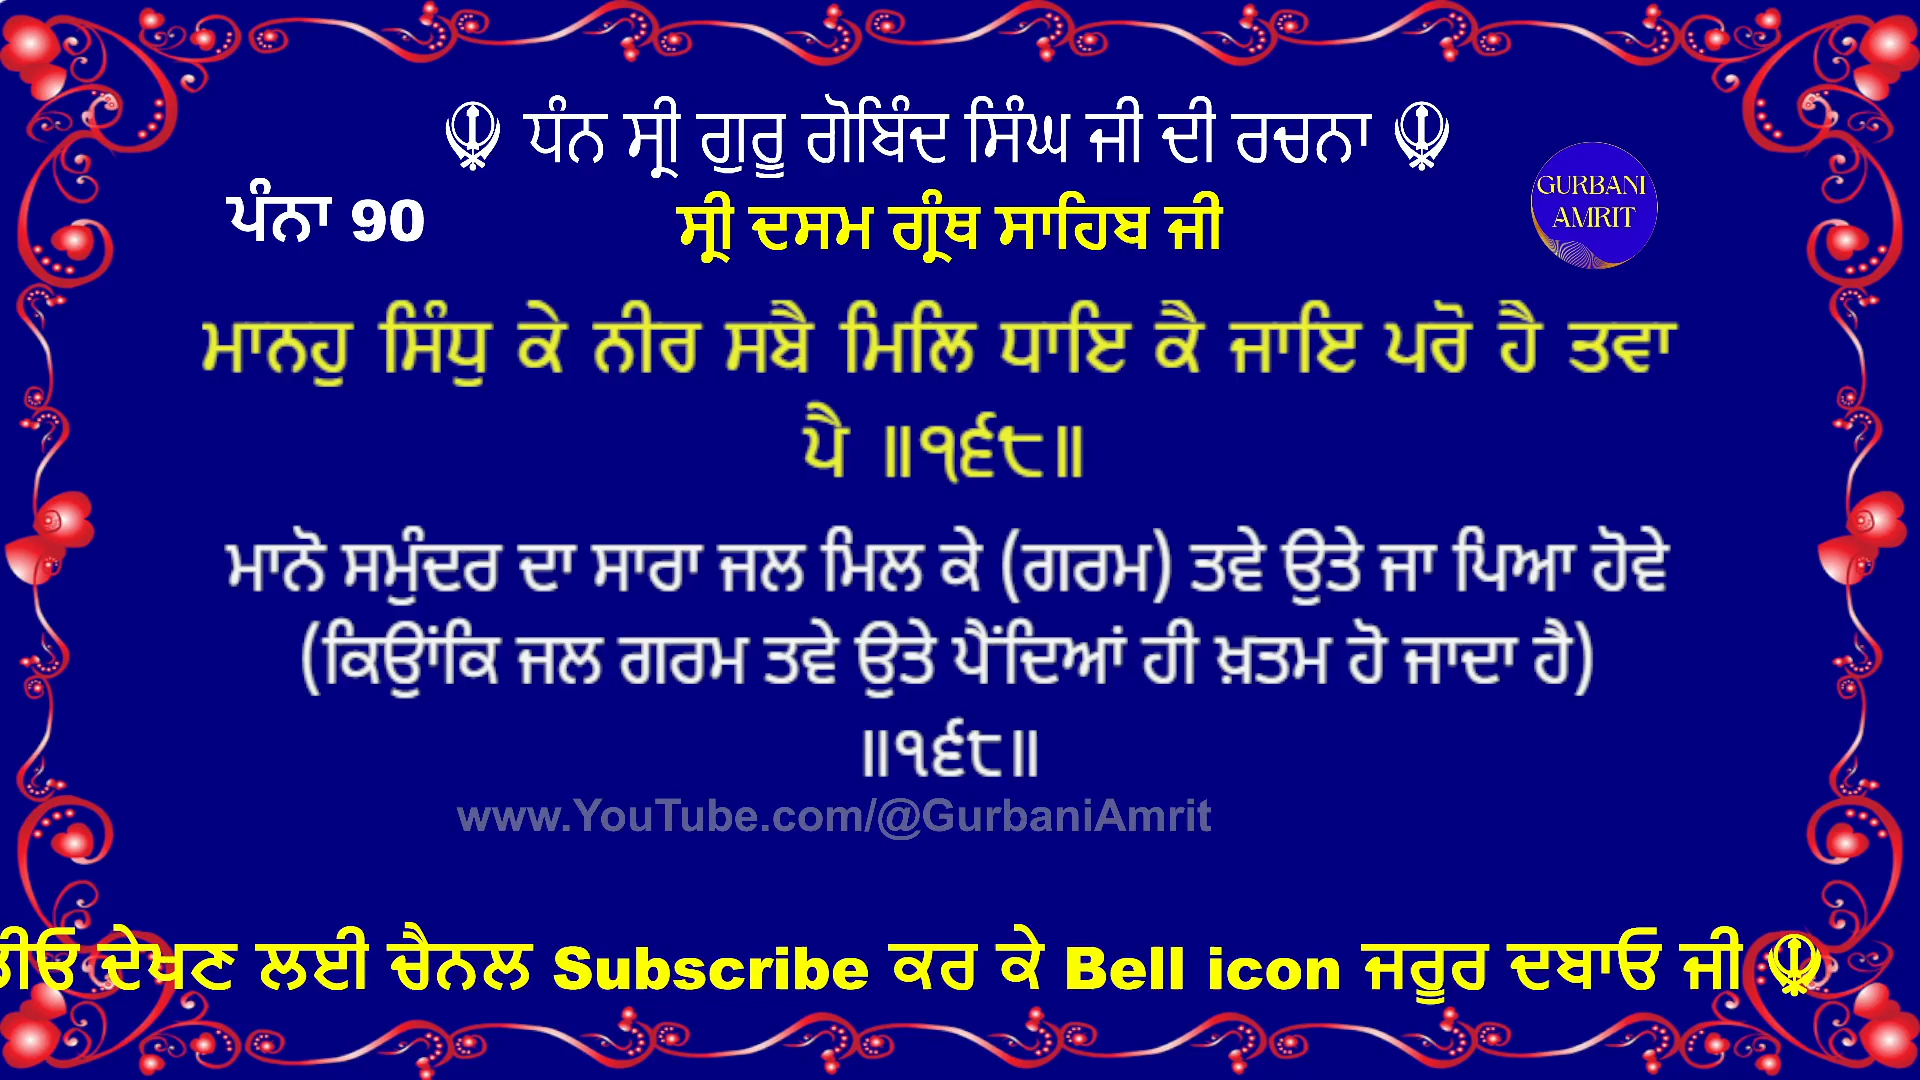 ☬ ਧੰਨ ਸ੍ਰੀ ਗੁਰੂ ਗੋਬਿੰਦ ਸਿੰਘ ਜੀ ਦੀ ਰਚਨਾ ☬
ਪੰਨਾ 90
ਸ੍ਰੀ ਦਸਮ ਗ੍ਰੰਥ ਸਾਹਿਬ ਜੀ
GURBANI
AMRIT
ਮਾਨਹੁ ਸਿੰਧੁ ਕੇ ਨੀਰ ਸਬੈ ਮਿਲਿ ਧਾਇ ਕੈ ਜਾਇ ਪਰੋ ਹੈ ਤਵਾ
ਪੈ ॥੧੬੮॥
ਮਾਨੋ ਸਮੁੰਦਰ ਦਾ ਸਾਰਾ ਜਲ ਮਿਲ ਕੇ (ਗਰਮ) ਤਵੇ ਉਤੇ ਜਾ ਪਿਆ ਹੋਵੇ
(ਕਿਉਂਕਿ ਜਲ ਗਰਮ ਤਵੇ ਉਤੇ ਪੈਂਦਿਆਂ ਹੀ ਖ਼ਤਮ ਹੋ ਜਾਦਾ ਹੈ)
॥੧੬੮॥
www.YouTube.com/@GurbaniAmrit
ਦੇਖਣ ਲਈ ਚੈਨਲ Subscribe ਕਰ ਕੇ Bell icon ਜਰੂਰ ਦਬਾਓ ਜੀ ☬